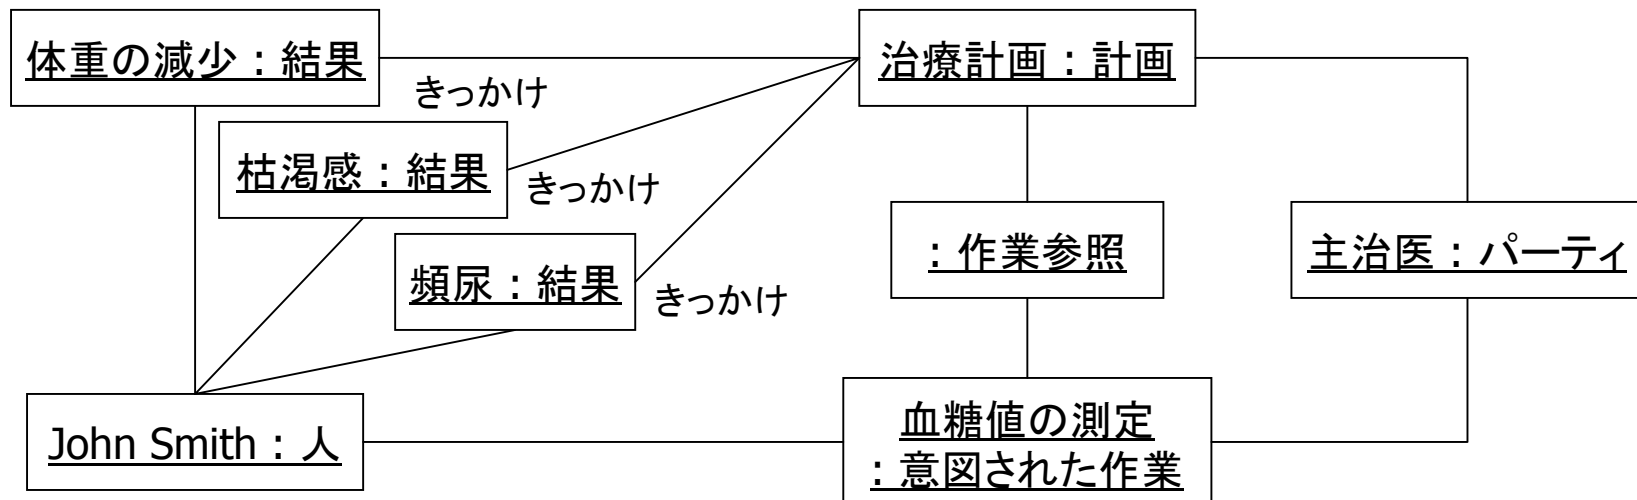 体重の減少：結果
治療計画：計画
きっかけ
枯渇感：結果
きっかけ
：作業参照
主治医：パーティ
頻尿：結果
きっかけ
John Smith：人
血糖値の測定
：意図された作業